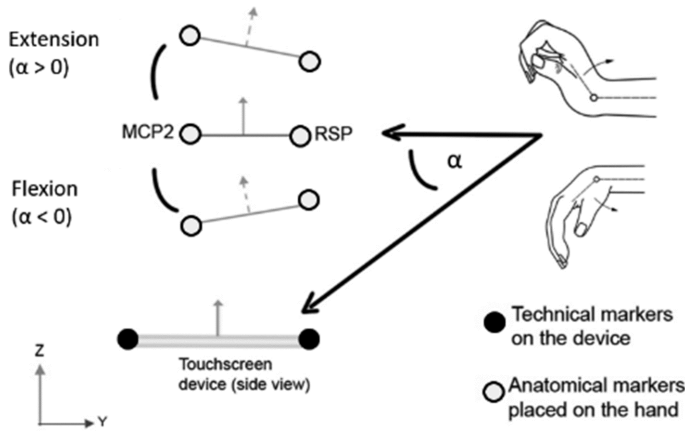 Extension
(α > 0)
MCP2
RSP
α
Flexion
(α < 0)
Touchscreen
device (side view)
Z
Y
Technical markers
on the device
Anatomical markers
placed on the hand